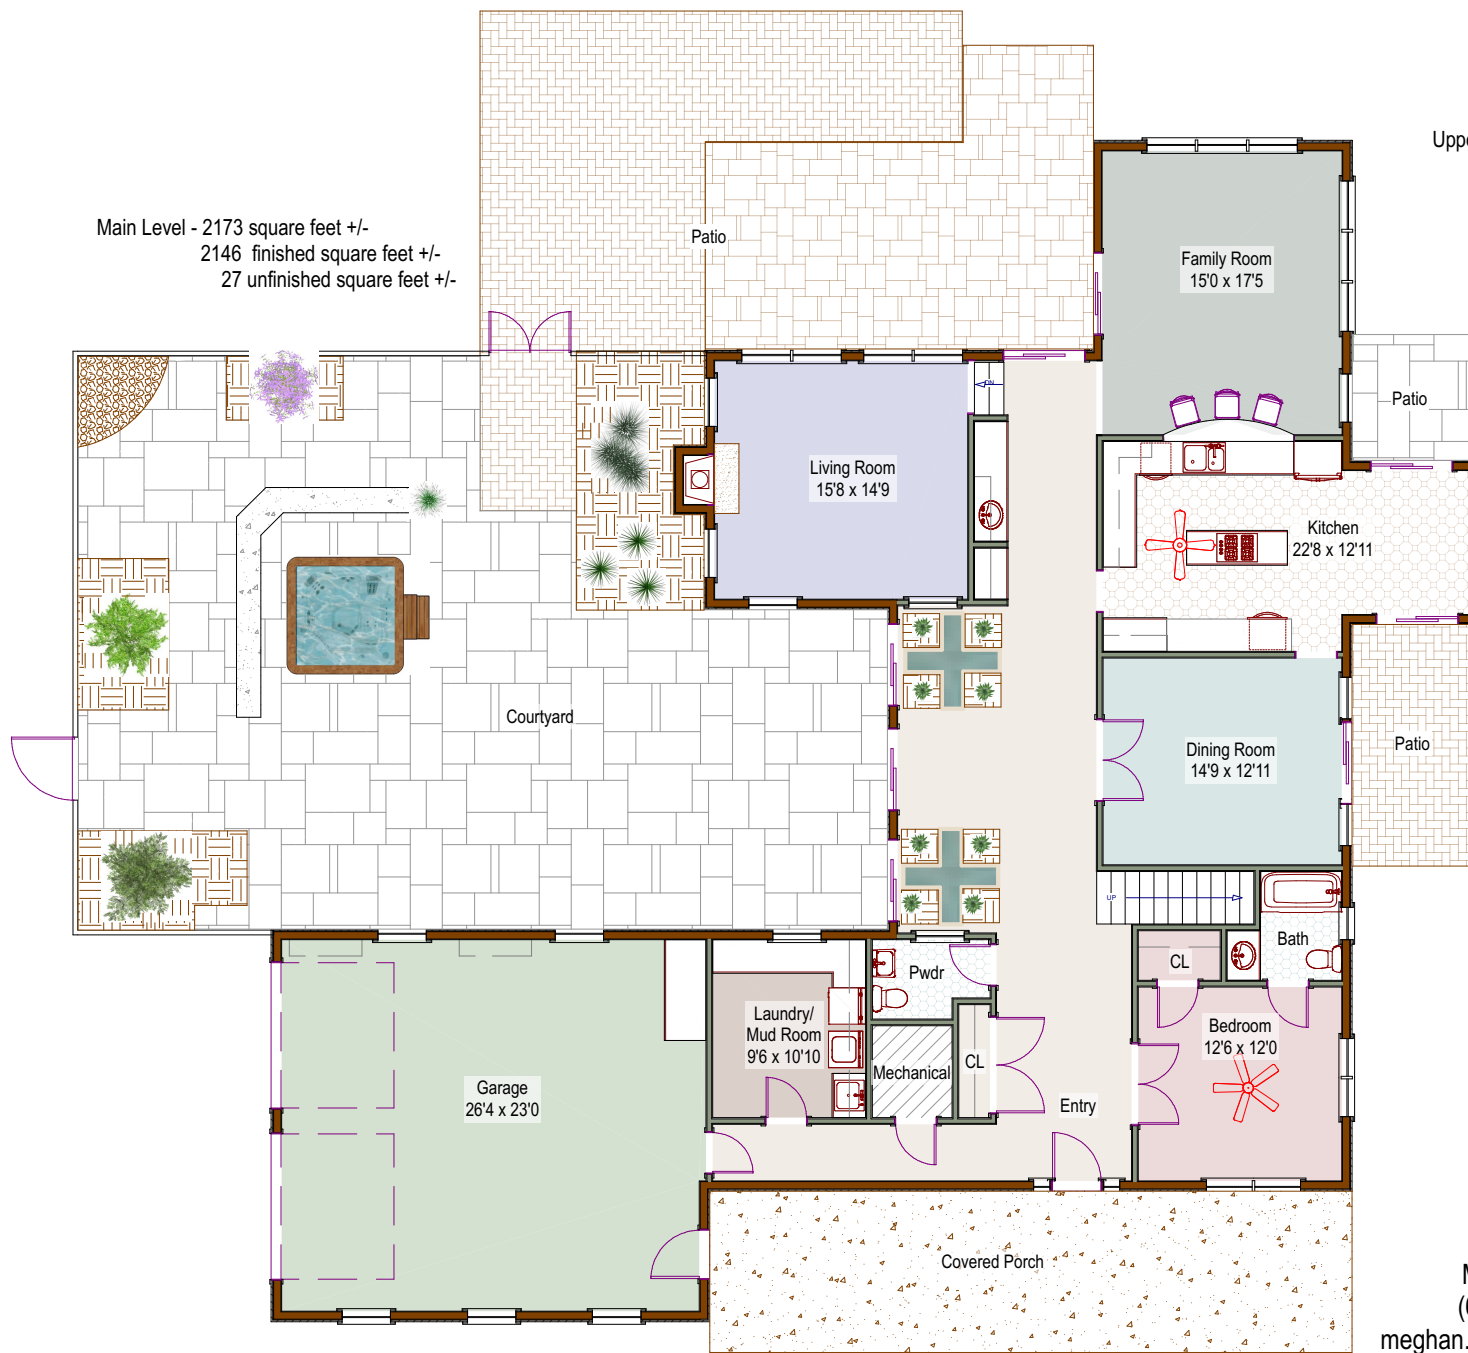 Uppe
Main Level - 2173 square feet +/-
2146 finished square feet +/-
27 unfinished square feet +/-
Patio
Family Room
15'0 x 17'5
DN
Patio
Living Room
15'8 x 14'9
Kitchen
22'8 x 12'11
Courtyard
Dining Room
14'9 x 12'11
Patio
UP
Bath
CL
Pwdr
Laundry/
Mud Room
9'6 x 10'10
Bedroom
12'6 x 12'0
Mechanical
CL
Garage
26'4 x 23'0
Entry
Covered Porch
M
(
meghan.